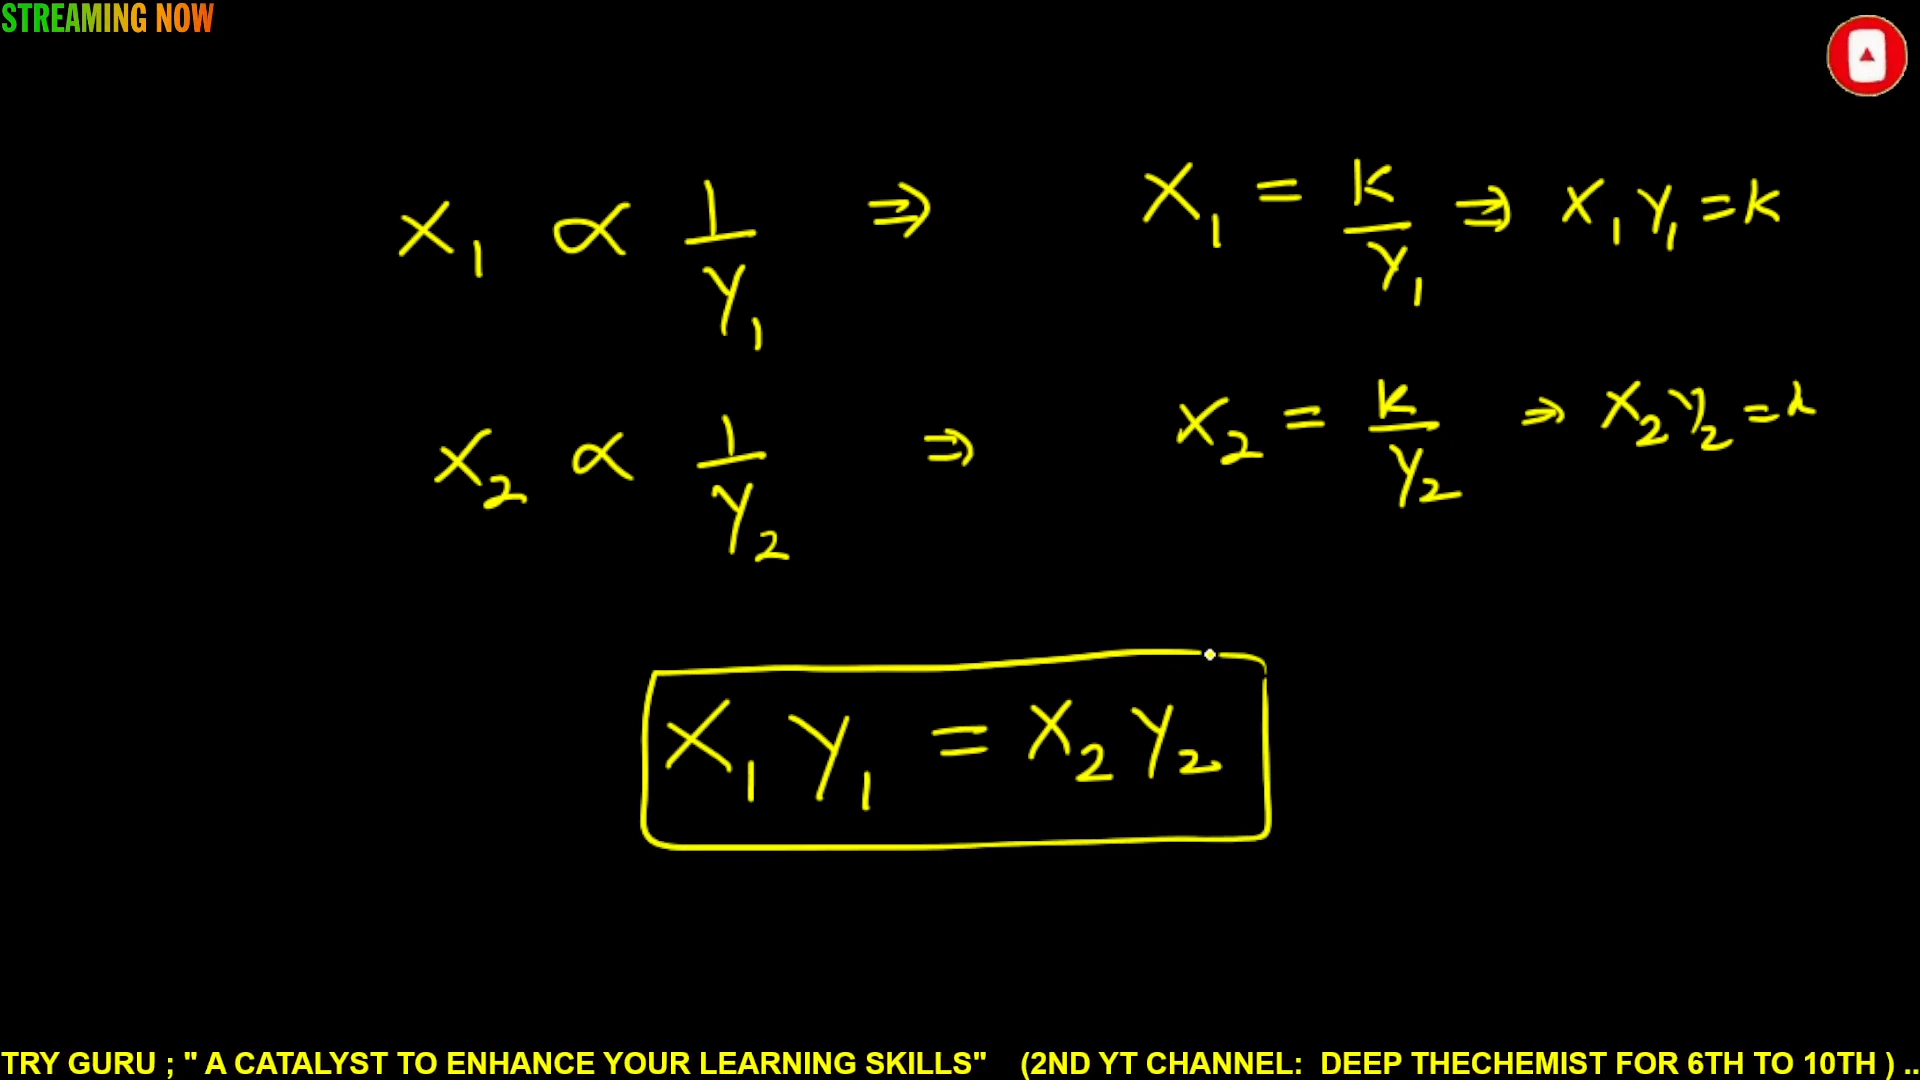 STREAMING NOW
X₁ ∝ 1/Y₁ ⇒ X₁ = K/Y₁ ⇒ X₁Y₁ = K
X₂ ∝ 1/Y₂ ⇒ X₂ = K/Y₂ ⇒ X₂Y₂ =
X₁Y₁ = X₂Y₂
TRY GURU ; " A CATALYST TO ENHANCE YOUR LEARNING SKILLS" (2ND YT CHANNEL: DEEP THECHEMIST FOR 6TH TO 10TH ) ..